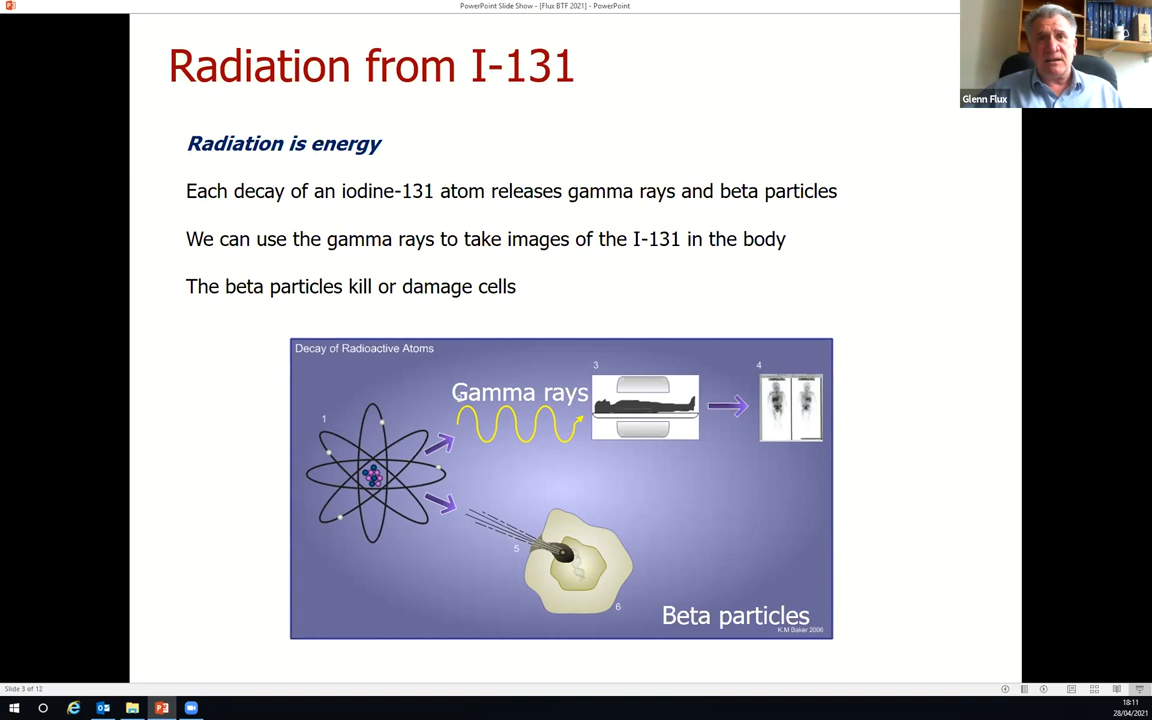 PowerPoint Slide Show - [Flux BTF 2021] - PowerPoint
Radiation from I-131
Glenn Flux
Radiation is energy
Each decay of an iodine-131 atom releases gamma rays and beta particles
We can use the gamma rays to take images of the I-131 in the body
The beta particles kill or damage cells
Decay of Radioactive Atoms
1
Gamma rays
3
4
5
6
Beta particles
K.M Baker 2006
Slide 3 of 12
18:11
28/04/2021